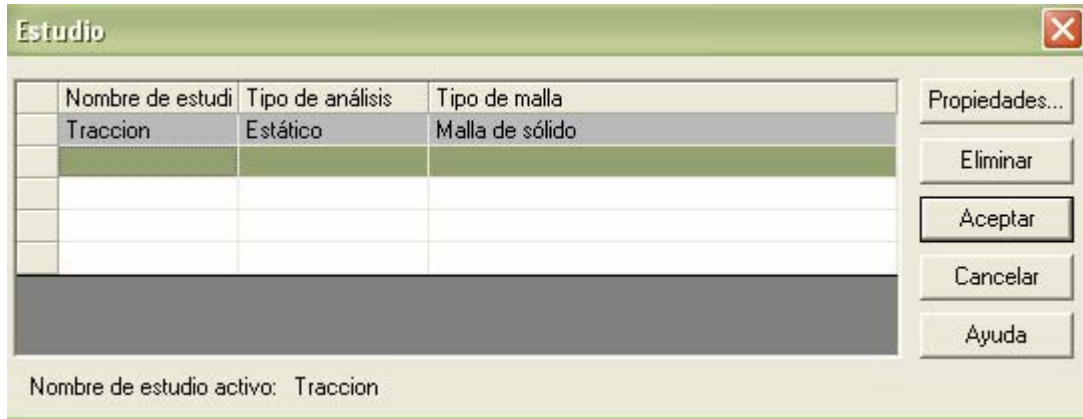 Estudio
Nombre de estudi Tipo de análisis Tipo de malla
Traccion Estático Malla de sólido
Propiedades...
Eliminar
Aceptar
Cancelar
Ayuda
Nombre de estudio activo: Traccion